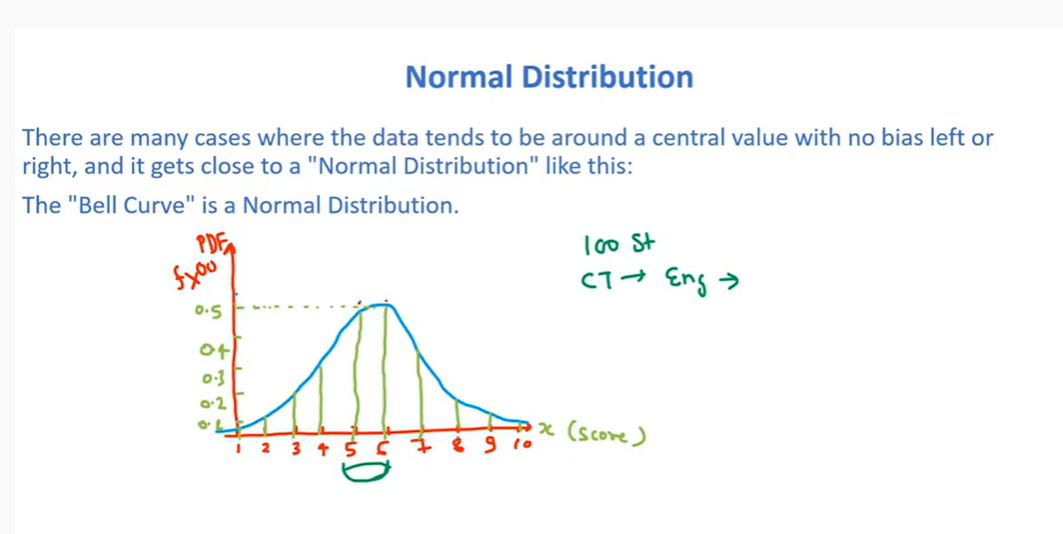 Normal Distribution
There are many cases where the data tends to be around a central value with no bias left or
right, and it gets close to a "Normal Distribution" like this:
The "Bell Curve" is a Normal Distribution.
PDF
100 St
CT → Eng →
0.5
0.4
0.3
0.2
0.1
x (score)
1 2 3 4 5 6 7 8 9 10